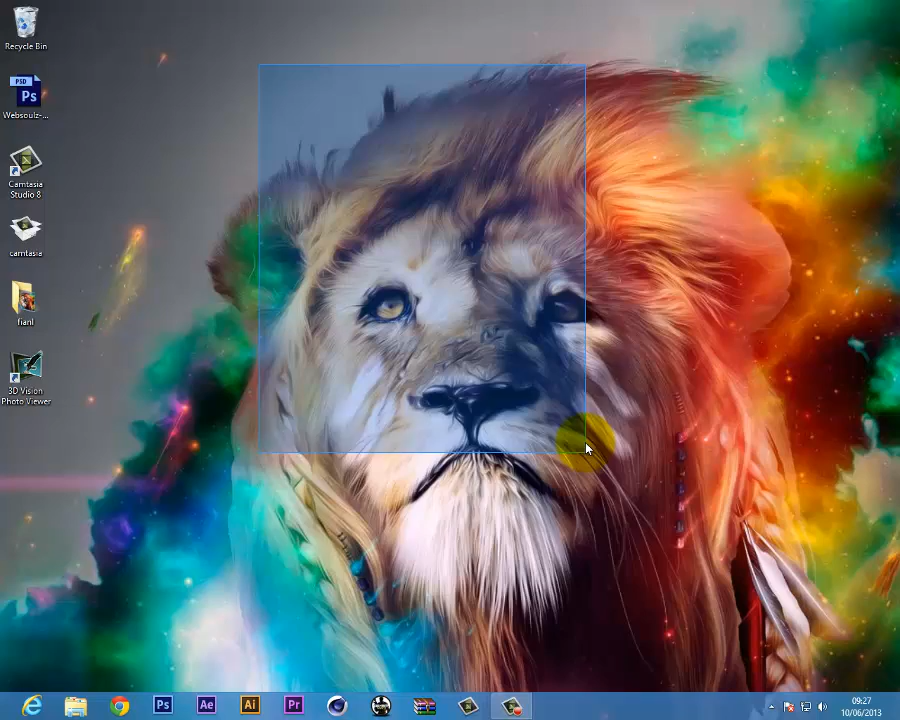 Recycle Bin
PSD
Ps
Websoulz-...
Camtasia
Studio 8
camtasia
fianl
3D Vision
Photo Viewer
Ps
Ae
Ai
Pr
09:27
10/06/2013